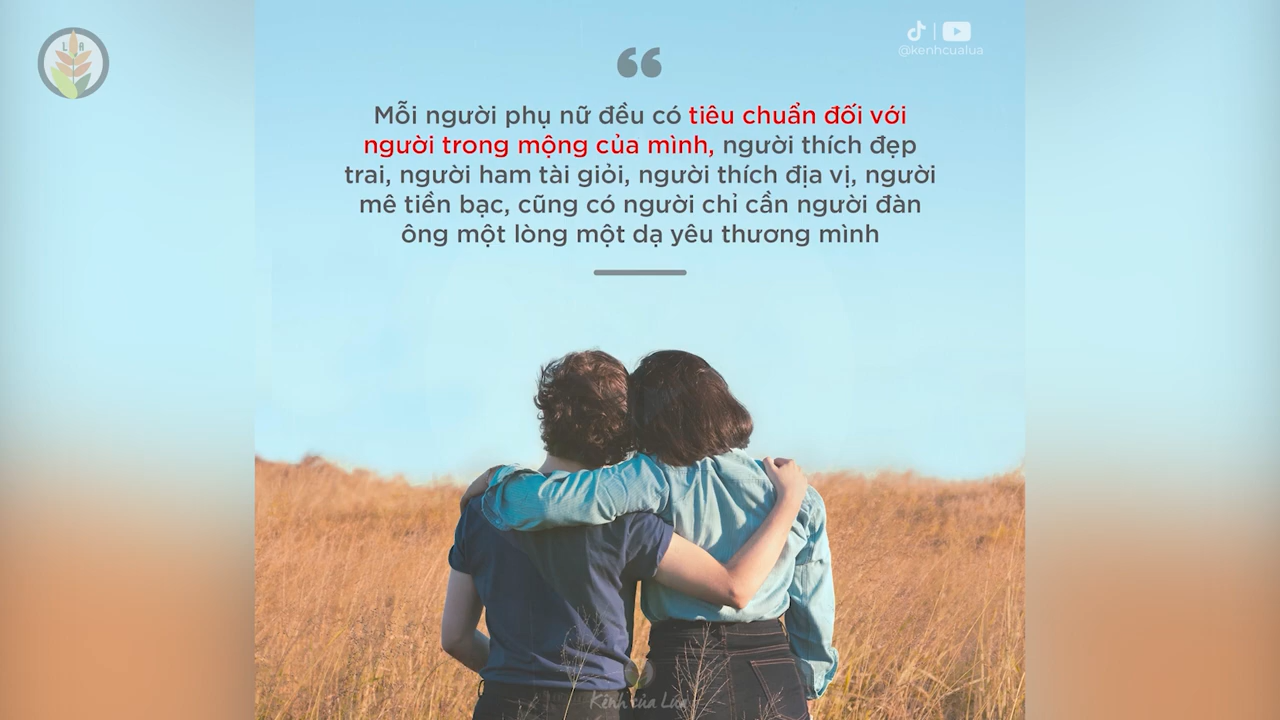 L A
@kenhcualua
Mỗi người phụ nữ đều có tiêu chuẩn đối với
người trong mộng của mình, người thích đẹp
trai, người ham tài giỏi, người thích địa vị, người
mê tiền bạc, cũng có người chỉ cần người đàn
ông một lòng một dạ yêu thương mình
Kênh của Lúa